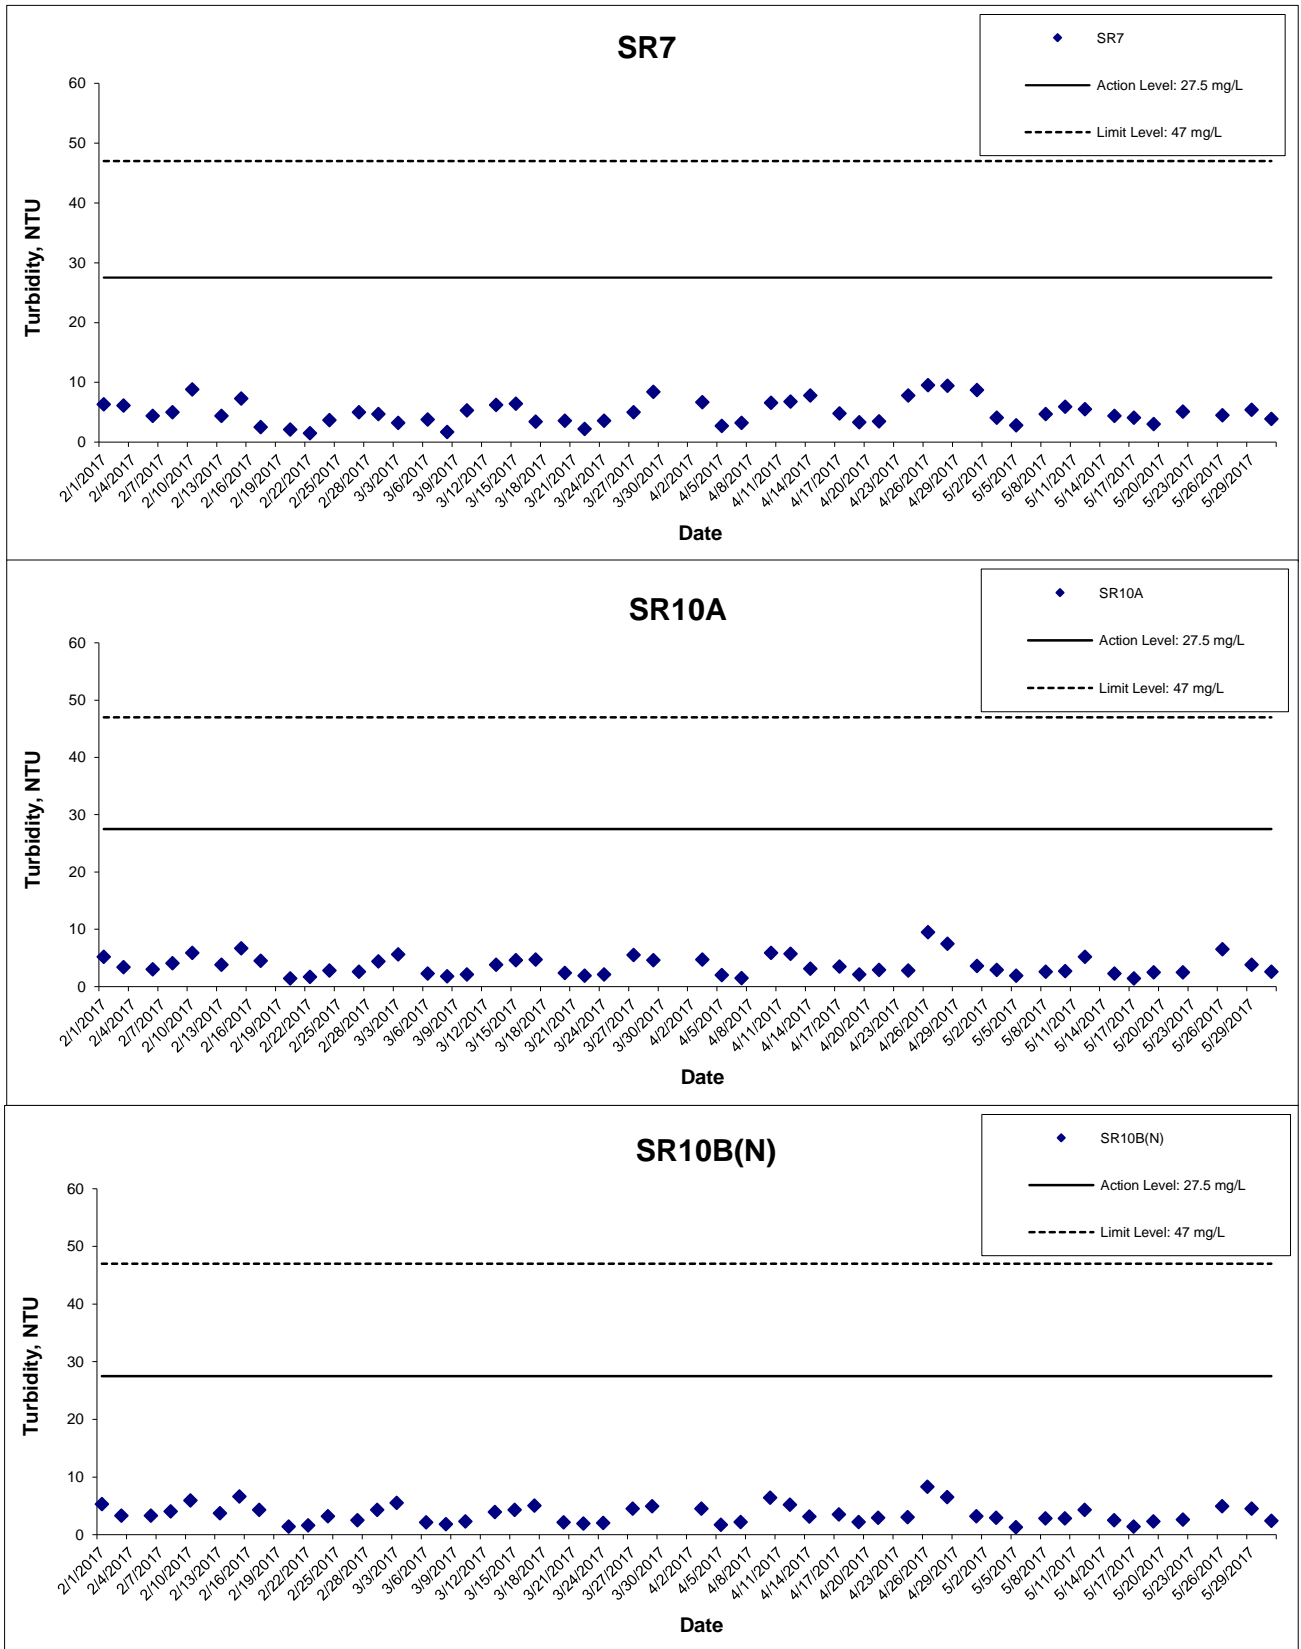 SR7
SR7
Action Level: 27.5 mg/L
Limit Level: 47 mg/L
60
50
40
30
20
10
0
Turbidity, NTU
2/1/2017 2/4/2017 2/7/2017 2/10/2017 2/13/2017 2/16/2017 2/19/2017 2/22/2017 2/25/2017 2/28/2017 3/3/2017 3/6/2017 3/9/2017 3/12/2017 3/15/2017 3/18/2017 3/21/2017 3/24/2017 3/27/2017 3/30/2017 4/2/2017 4/5/2017 4/8/2017 4/11/2017 4/14/2017 4/17/2017 4/20/2017 4/23/2017 4/26/2017 4/29/2017 5/2/2017 5/5/2017 5/8/2017 5/11/2017 5/14/2017 5/17/2017 5/20/2017 5/23/2017 5/26/2017 5/29/2017
Date
SR10A
SR10A
Action Level: 27.5 mg/L
Limit Level: 47 mg/L
60
50
40
30
20
10
0
Turbidity, NTU
2/1/2017 2/4/2017 2/7/2017 2/10/2017 2/13/2017 2/16/2017 2/19/2017 2/22/2017 2/25/2017 2/28/2017 3/3/2017 3/6/2017 3/9/2017 3/12/2017 3/15/2017 3/18/2017 3/21/2017 3/24/2017 3/27/2017 3/30/2017 4/2/2017 4/5/2017 4/8/2017 4/11/2017 4/14/2017 4/17/2017 4/20/2017 4/23/2017 4/26/2017 4/29/2017 5/2/2017 5/5/2017 5/8/2017 5/11/2017 5/14/2017 5/17/2017 5/20/2017 5/23/2017 5/26/2017 5/29/2017
Date
SR10B(N)
SR10B(N)
Action Level: 27.5 mg/L
Limit Level: 47 mg/L
60
50
40
30
20
10
0
Turbidity, NTU
2/1/2017 2/4/2017 2/7/2017 2/10/2017 2/13/2017 2/16/2017 2/19/2017 2/22/2017 2/25/2017 2/28/2017 3/3/2017 3/6/2017 3/9/2017 3/12/2017 3/15/2017 3/18/2017 3/21/2017 3/24/2017 3/27/2017 3/30/2017 4/2/2017 4/5/2017 4/8/2017 4/11/2017 4/14/2017 4/17/2017 4/20/2017 4/23/2017 4/26/2017 4/29/2017 5/2/2017 5/5/2017 5/8/2017 5/11/2017 5/14/2017 5/17/2017 5/20/2017 5/23/2017 5/26/2017 5/29/2017
Date